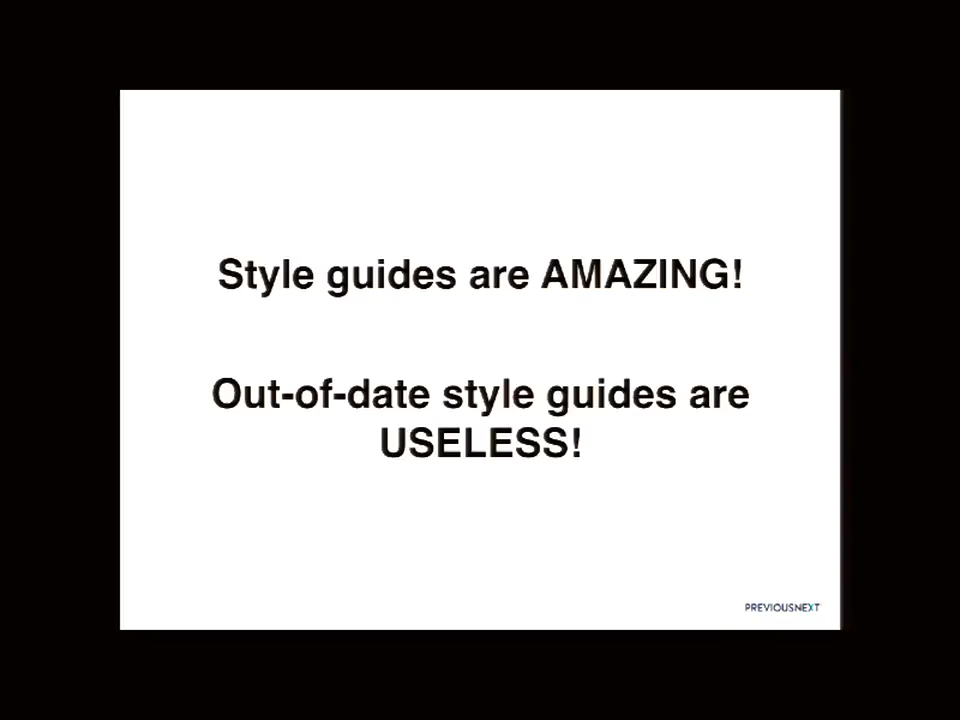 Style guides are AMAZING!
Out-of-date style guides are
USELESS!
PREVIOUSNEXT